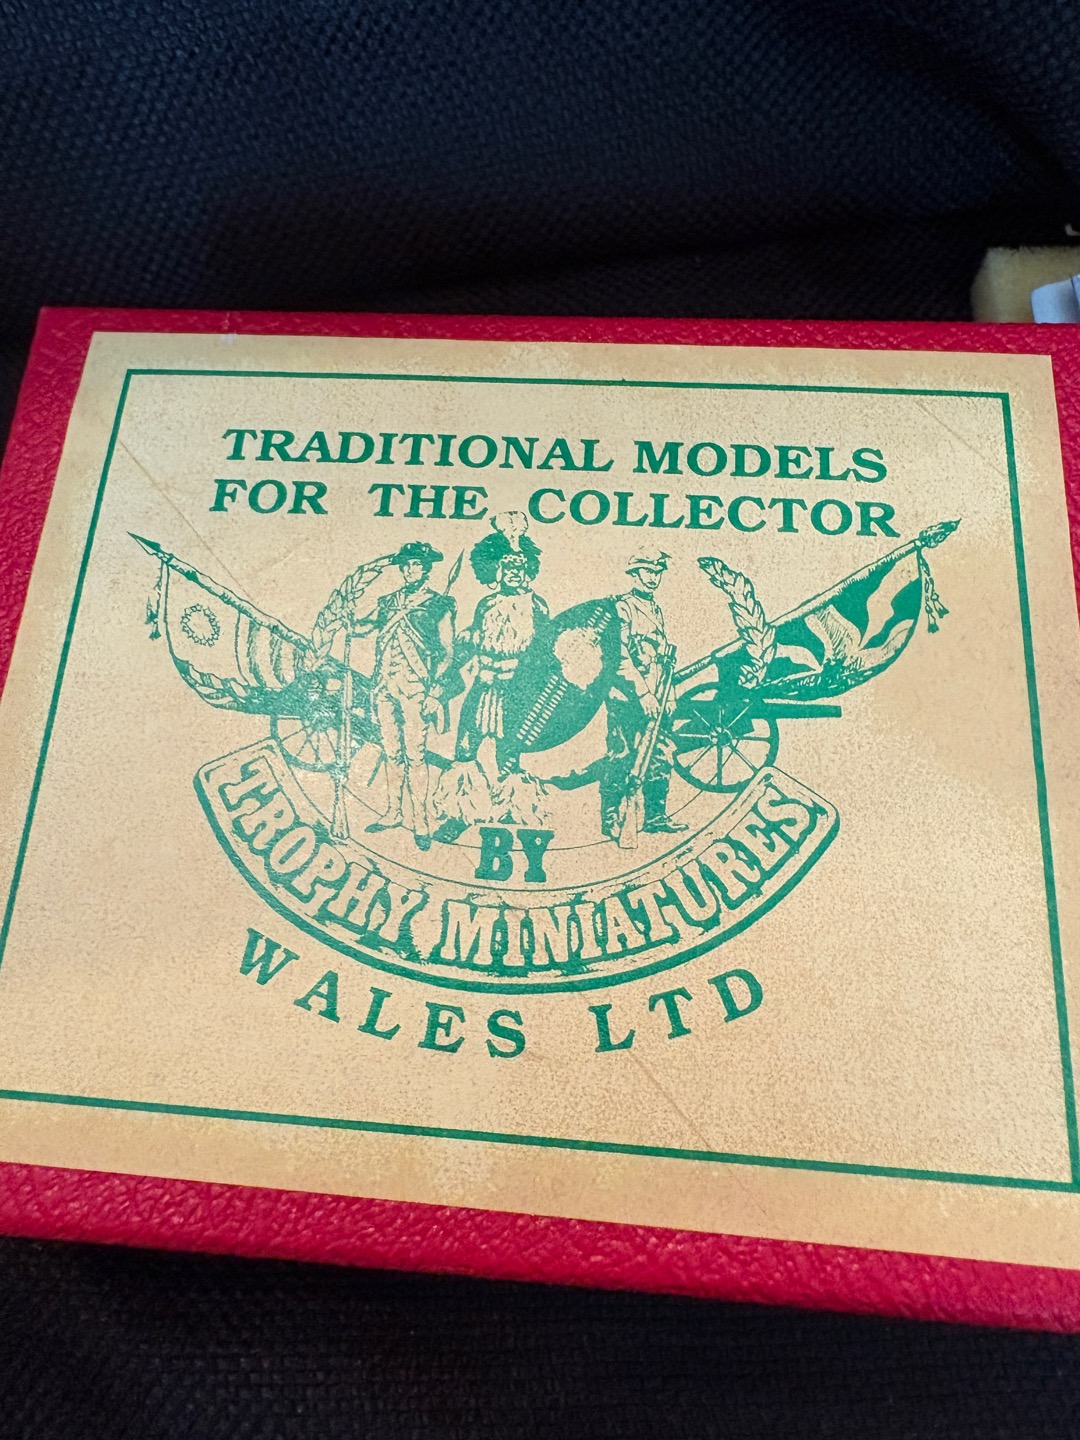 TRADITIONAL MODELS
FOR THE COLLECTOR
BY
TROPHY MINIATURES
WALES LTD